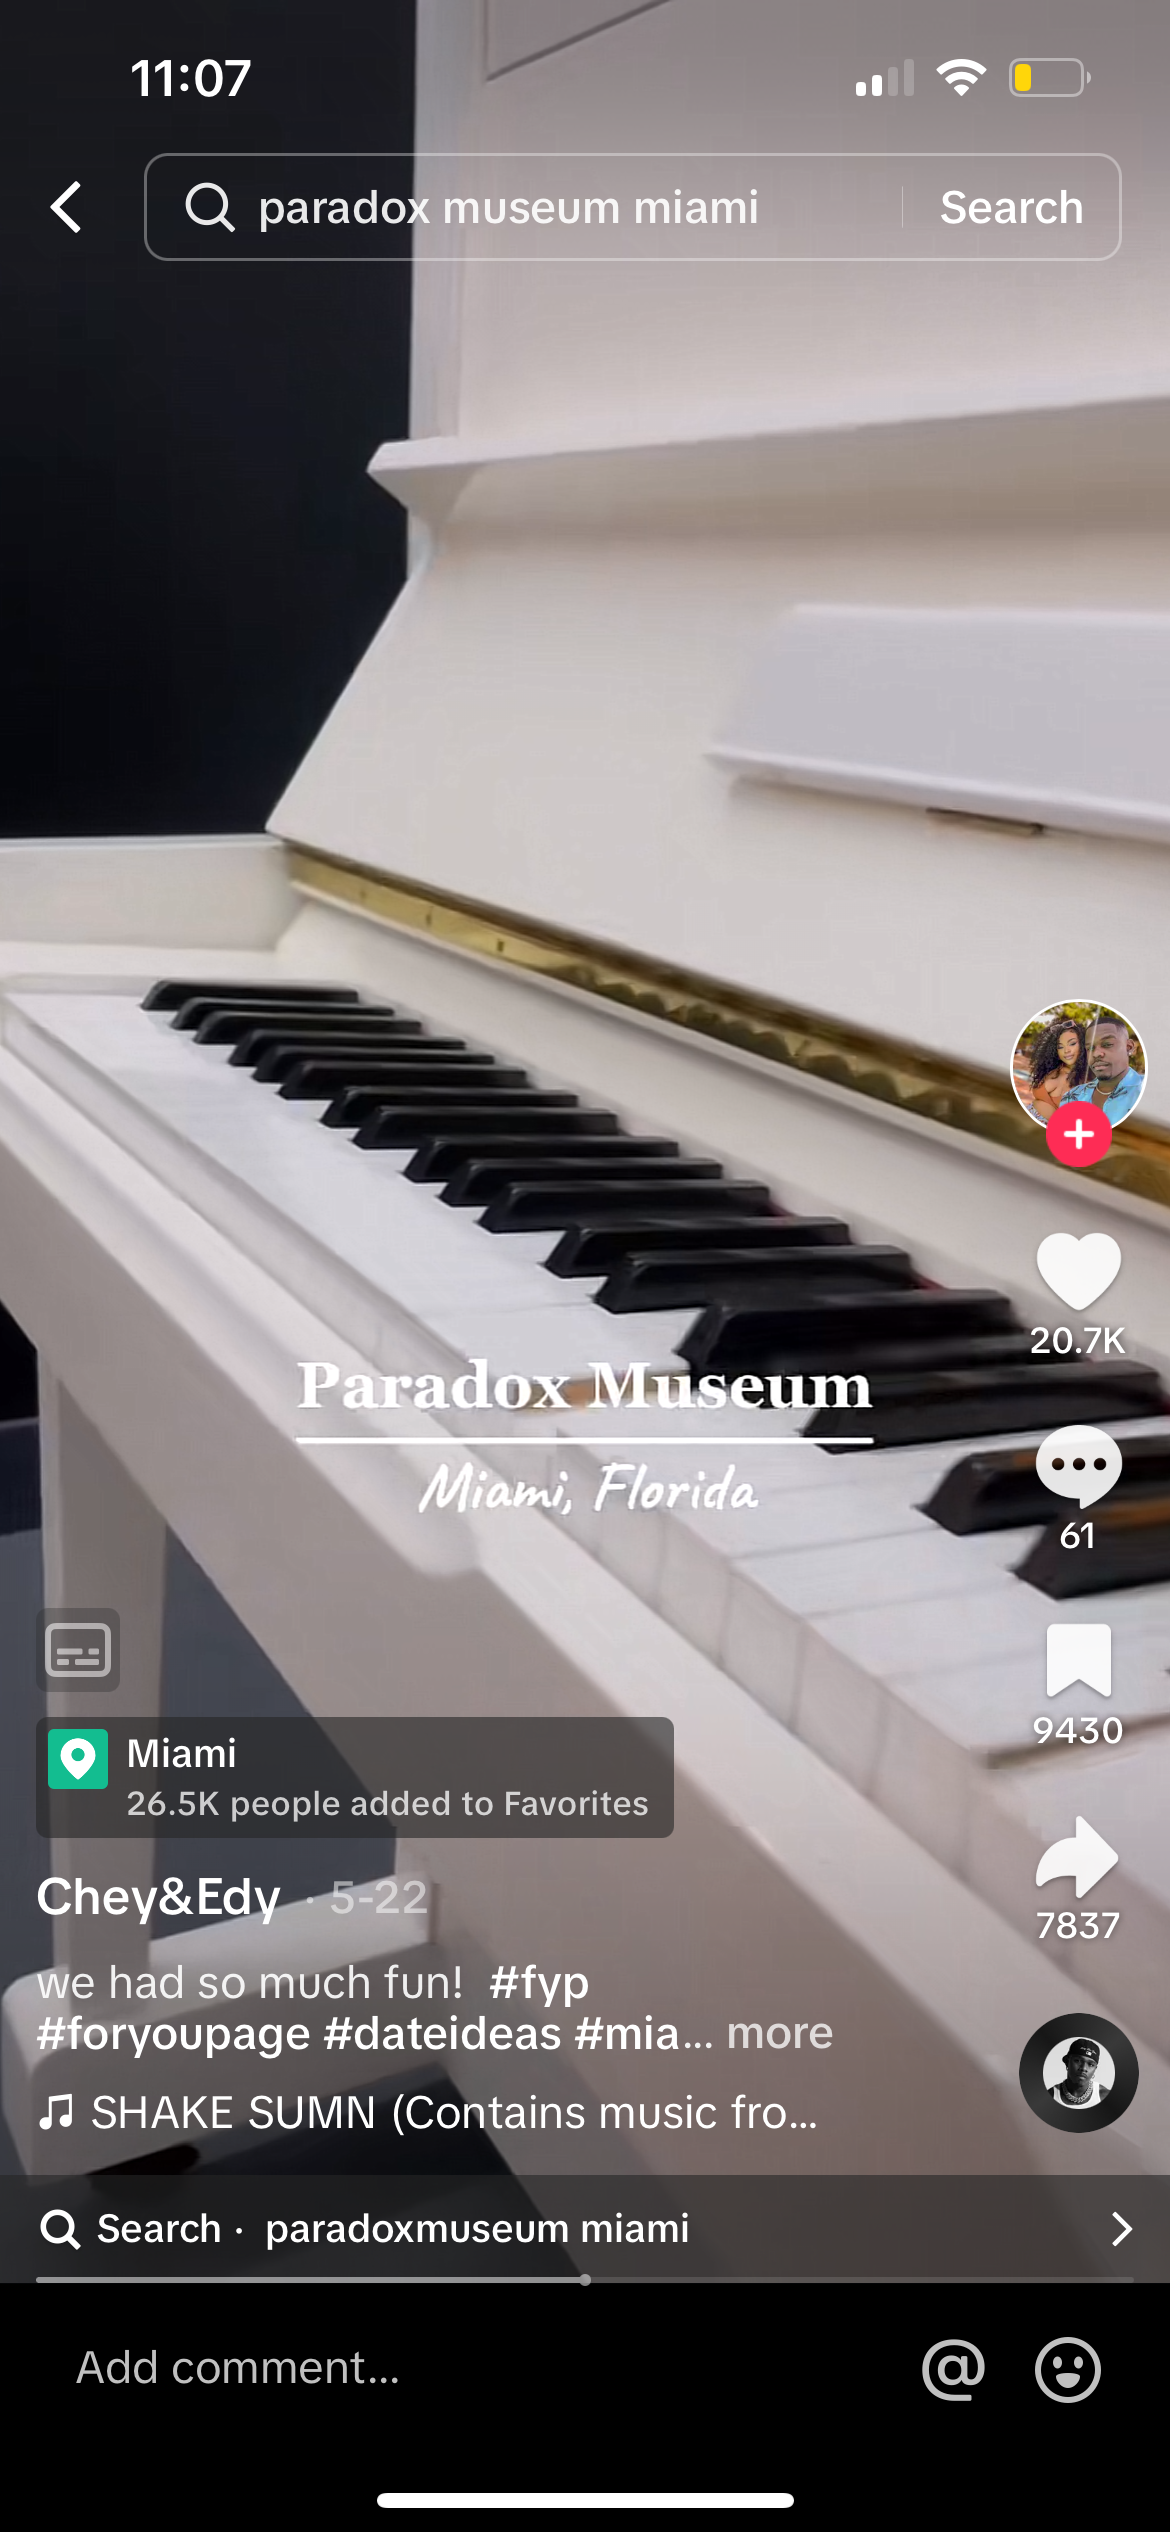 11:07
paradox museum miami
Search
20.7K
Paradox Museum
Miami, Florida
61
9430
Miami
26.5K people added to Favorites
7837
Chey&Edy · 5-22
we had so much fun! #fyp
#foryoupage #dateideas #mia... more
SHAKE SUMN (Contains music fro...
Search · paradoxmuseum miami
Add comment...
@